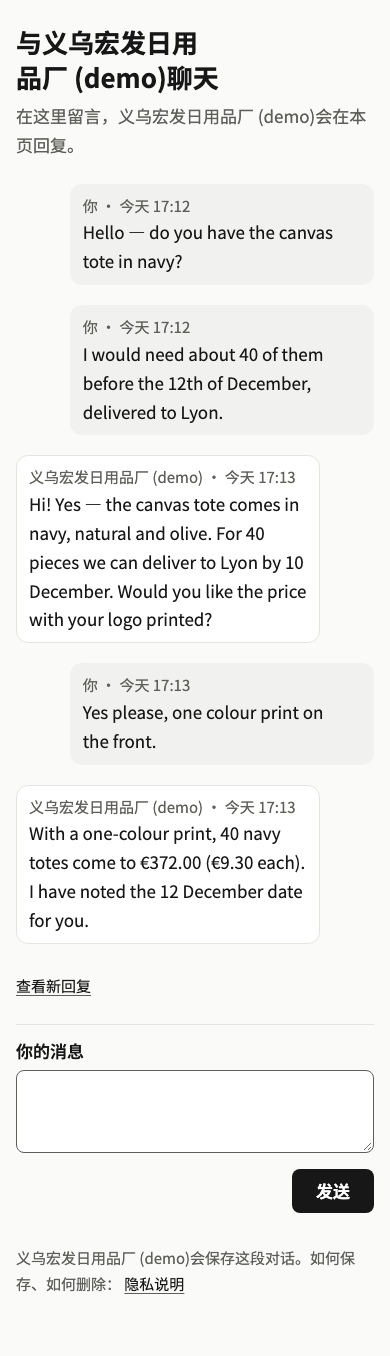 与义乌宏发日用
品厂 (demo)聊天
在这里留言，义乌宏发日用品厂 (demo)会在本
页回复。
你 · 今天 17:12
Hello — do you have the canvas
tote in navy?
你 · 今天 17:12
I would need about 40 of them
before the 12th of December,
delivered to Lyon.
义乌宏发日用品厂 (demo) · 今天 17:13
Hi! Yes — the canvas tote comes in
navy, natural and olive. For 40
pieces we can deliver to Lyon by 10
December. Would you like the price
with your logo printed?
你 · 今天 17:13
Yes please, one colour print on
the front.
义乌宏发日用品厂 (demo) · 今天 17:13
With a one-colour print, 40 navy
totes come to €372.00 (€9.30 each).
I have noted the 12 December date
for you.
查看新回复
你的消息
发送
义乌宏发日用品厂 (demo)会保存这段对话。如何保
存、如何删除： 隐私说明